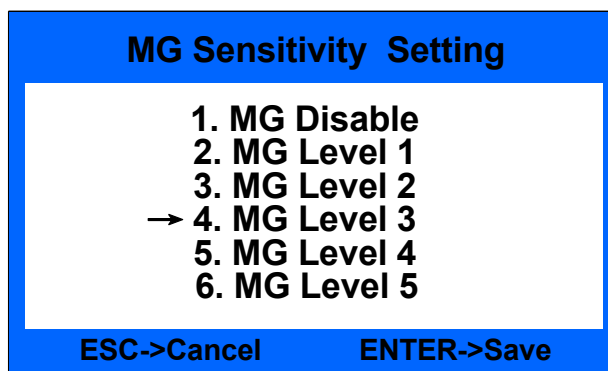 MG Sensitivity  Setting
1. MG Disable
2. MG Level 1
3. MG Level 2
→ 4. MG Level 3
5. MG Level 4
6. MG Level 5
ESC->Cancel ENTER->Save